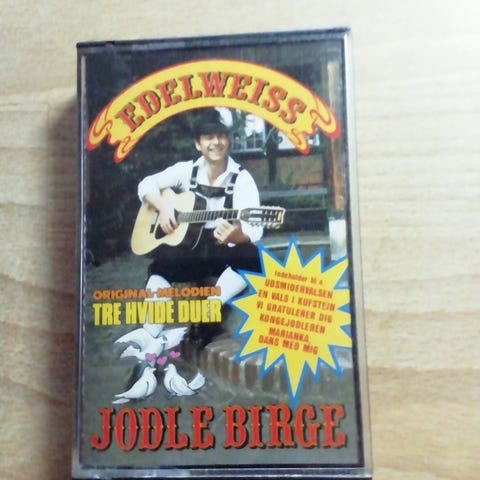 EDELWEISS
ORIGINAL-MELODIEN
TRE HVIDE DUER
Indeholder bl. a.
UDSMIDERVALSEN
EN VALS I KUFSTEIN
VI GRATULERER DIG
KONGEJODLEREN
MARIANKA,
DANS MED MIG
JODLE BIRGE